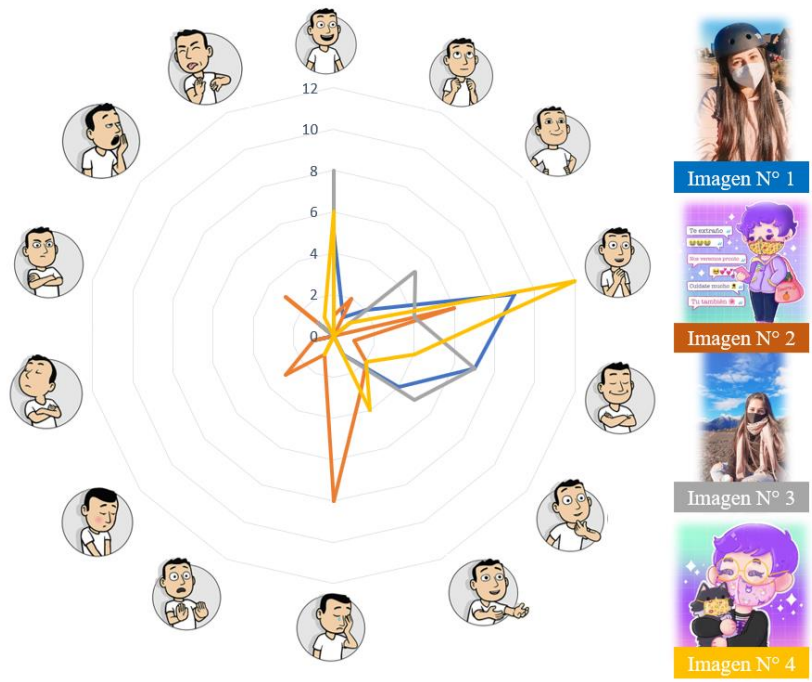 12
10
8
6
4
2
0
Imagen N° 1
Te extraño
Nos veremos pronto
Cuídate mucho
Tu también
Imagen N° 2
Imagen N° 3
Imagen N° 4